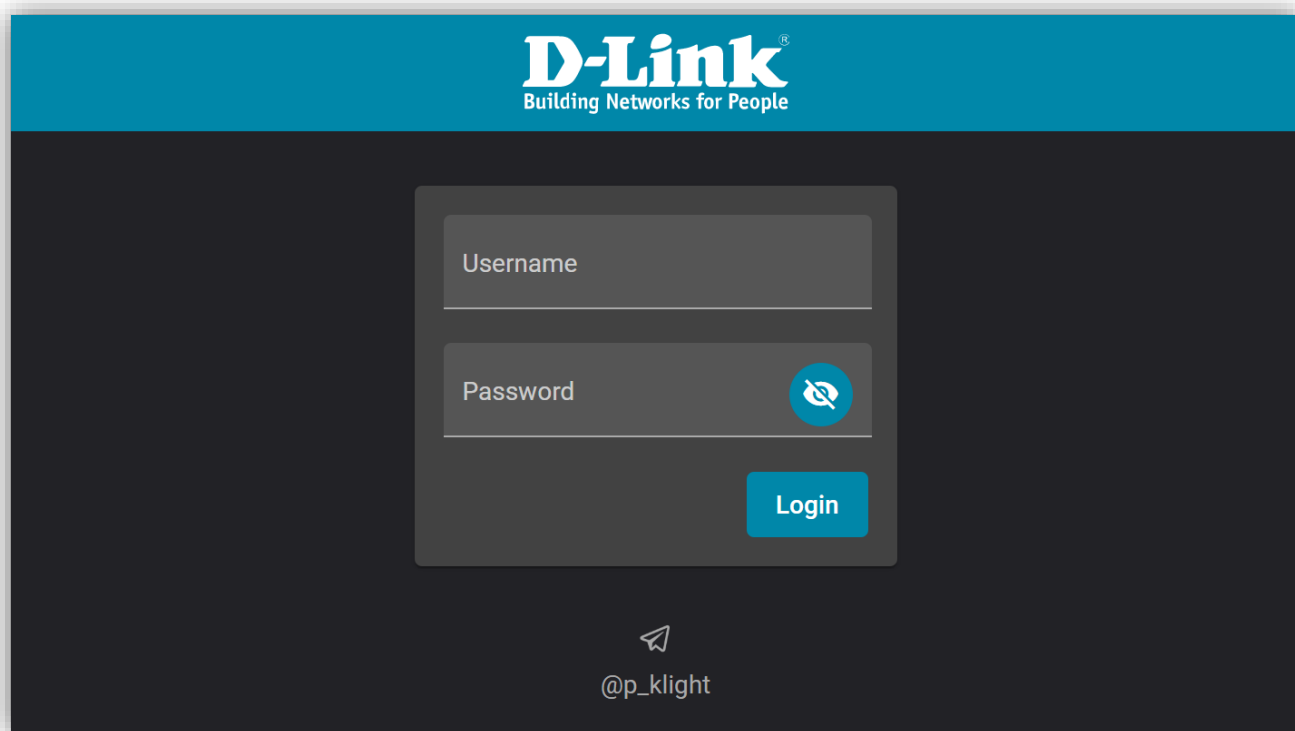 D-Link®
Building Networks for People
Username
Password
Login
@p_klight